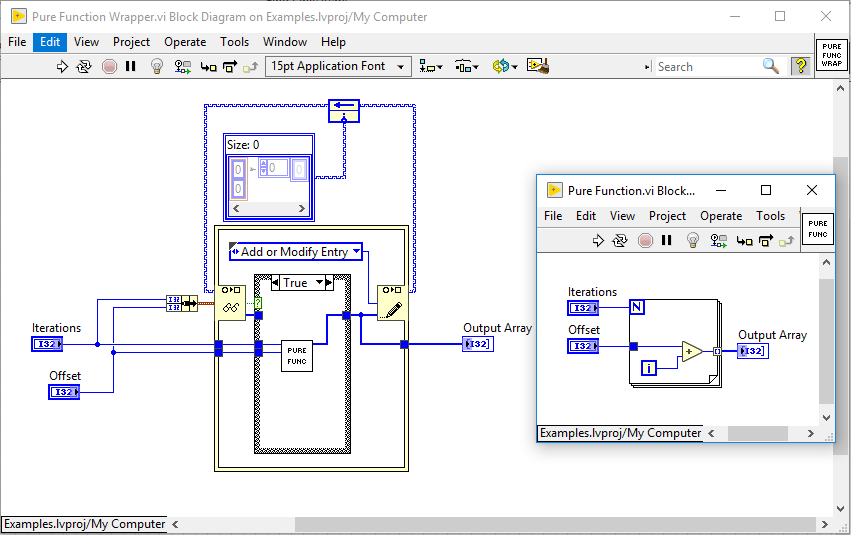 Pure Function Wrapper.vi Block Diagram on Examples.lvproj/My Computer
File Edit View Project Operate Tools Window Help
15pt Application Font
Search
?
PURE
FUNC
WRAP
Size: 0
0
0
0
0
Add or Modify Entry
True
?
I32
I32
Iterations
I32
Offset
I32
PURE
FUNC
Output Array
I32
Examples.lvproj/My Computer
Pure Function.vi Block...
File Edit View Project Operate Tools
PURE
FUNC
Iterations
I32
N
Offset
I32
+
i
Output Array
I32
Examples.lvproj/My Computer